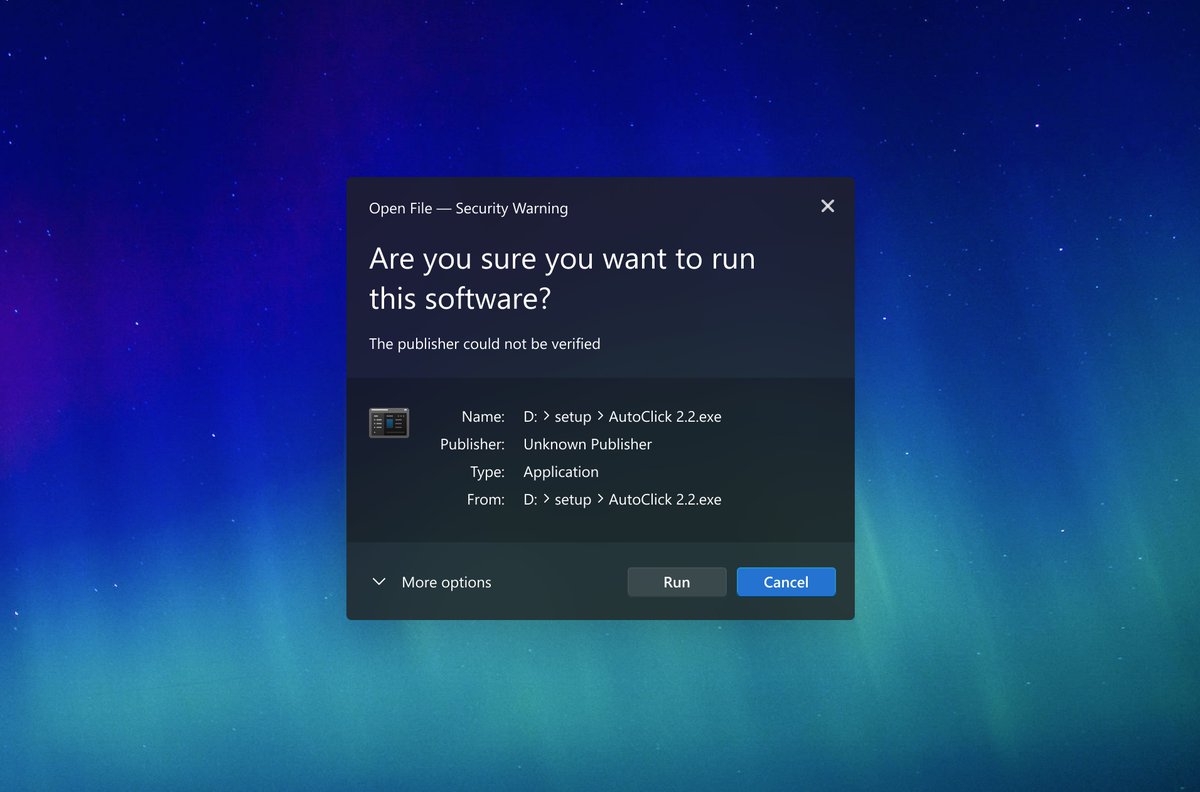 Open File — Security Warning
Are you sure you want to run
this software?
The publisher could not be verified
Name: D: > setup > AutoClick 2.2.exe
Publisher: Unknown Publisher
Type: Application
From: D: > setup > AutoClick 2.2.exe
More options
Run
Cancel